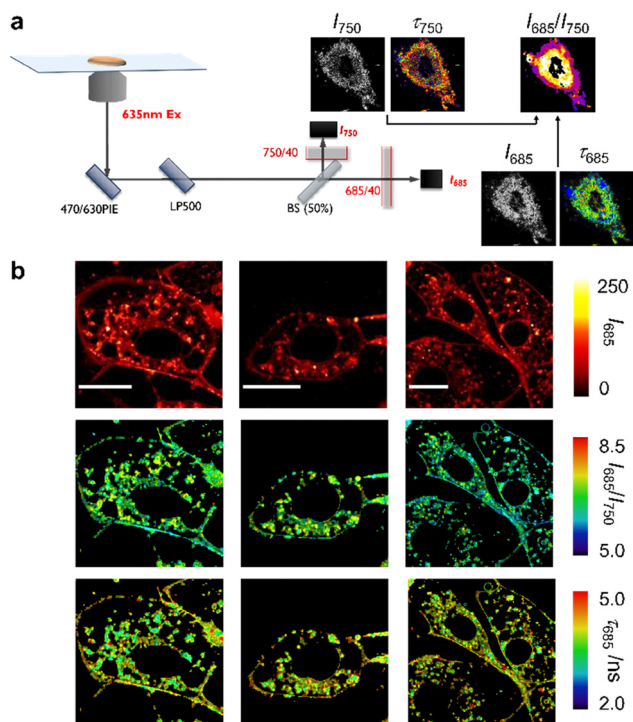 a
I750
τ750
I685/I750
635nm Ex
I750
750/40
I685
τ685
685/40
I685
470/630PIE
LP500
BS (50%)
b
250
I685
0
8.5
I685/I750
5.0
5.0
τ685 /ns
2.0